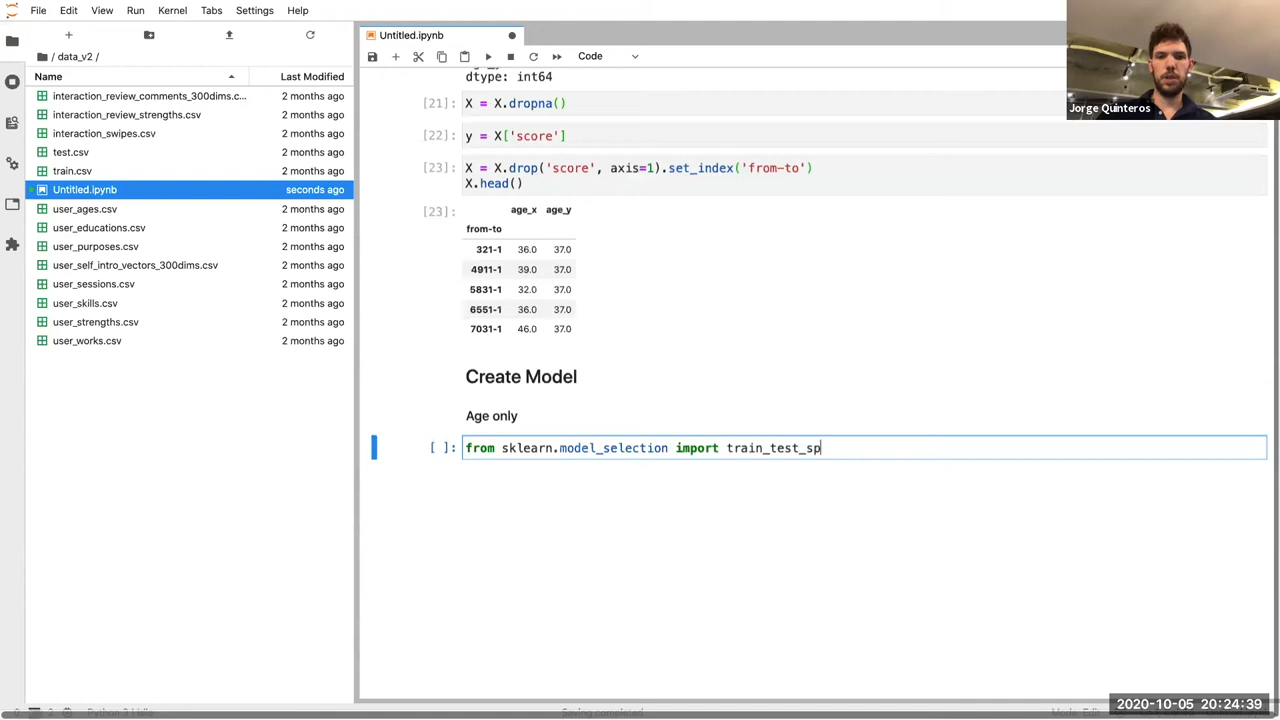 File Edit View Run Kernel Tabs Settings Help
Untitled.ipynb
Code
/ data_v2 /
Name Last Modified
interaction_review_comments_300dims.c... 2 months ago
interaction_review_strengths.csv 2 months ago
interaction_swipes.csv 2 months ago
test.csv 2 months ago
train.csv 2 months ago
Untitled.ipynb seconds ago
user_ages.csv 2 months ago
user_educations.csv 2 months ago
user_purposes.csv 2 months ago
user_self_intro_vectors_300dims.csv 2 months ago
user_sessions.csv 2 months ago
user_skills.csv 2 months ago
user_strengths.csv 2 months ago
user_works.csv 2 months ago
dtype: int64
[21]: X = X.dropna()
[22]: y = X['score']
[23]: X = X.drop('score', axis=1).set_index('from-to')
X.head()
[23]: age_x age_y
from-to
321-1 36.0 37.0
4911-1 39.0 37.0
5831-1 32.0 37.0
6551-1 36.0 37.0
7031-1 46.0 37.0
Create Model
Age only
[ ]: from sklearn.model_selection import train_test_sp
Jorge Quinteros
Saving completed
2020-10-05 20:24:39